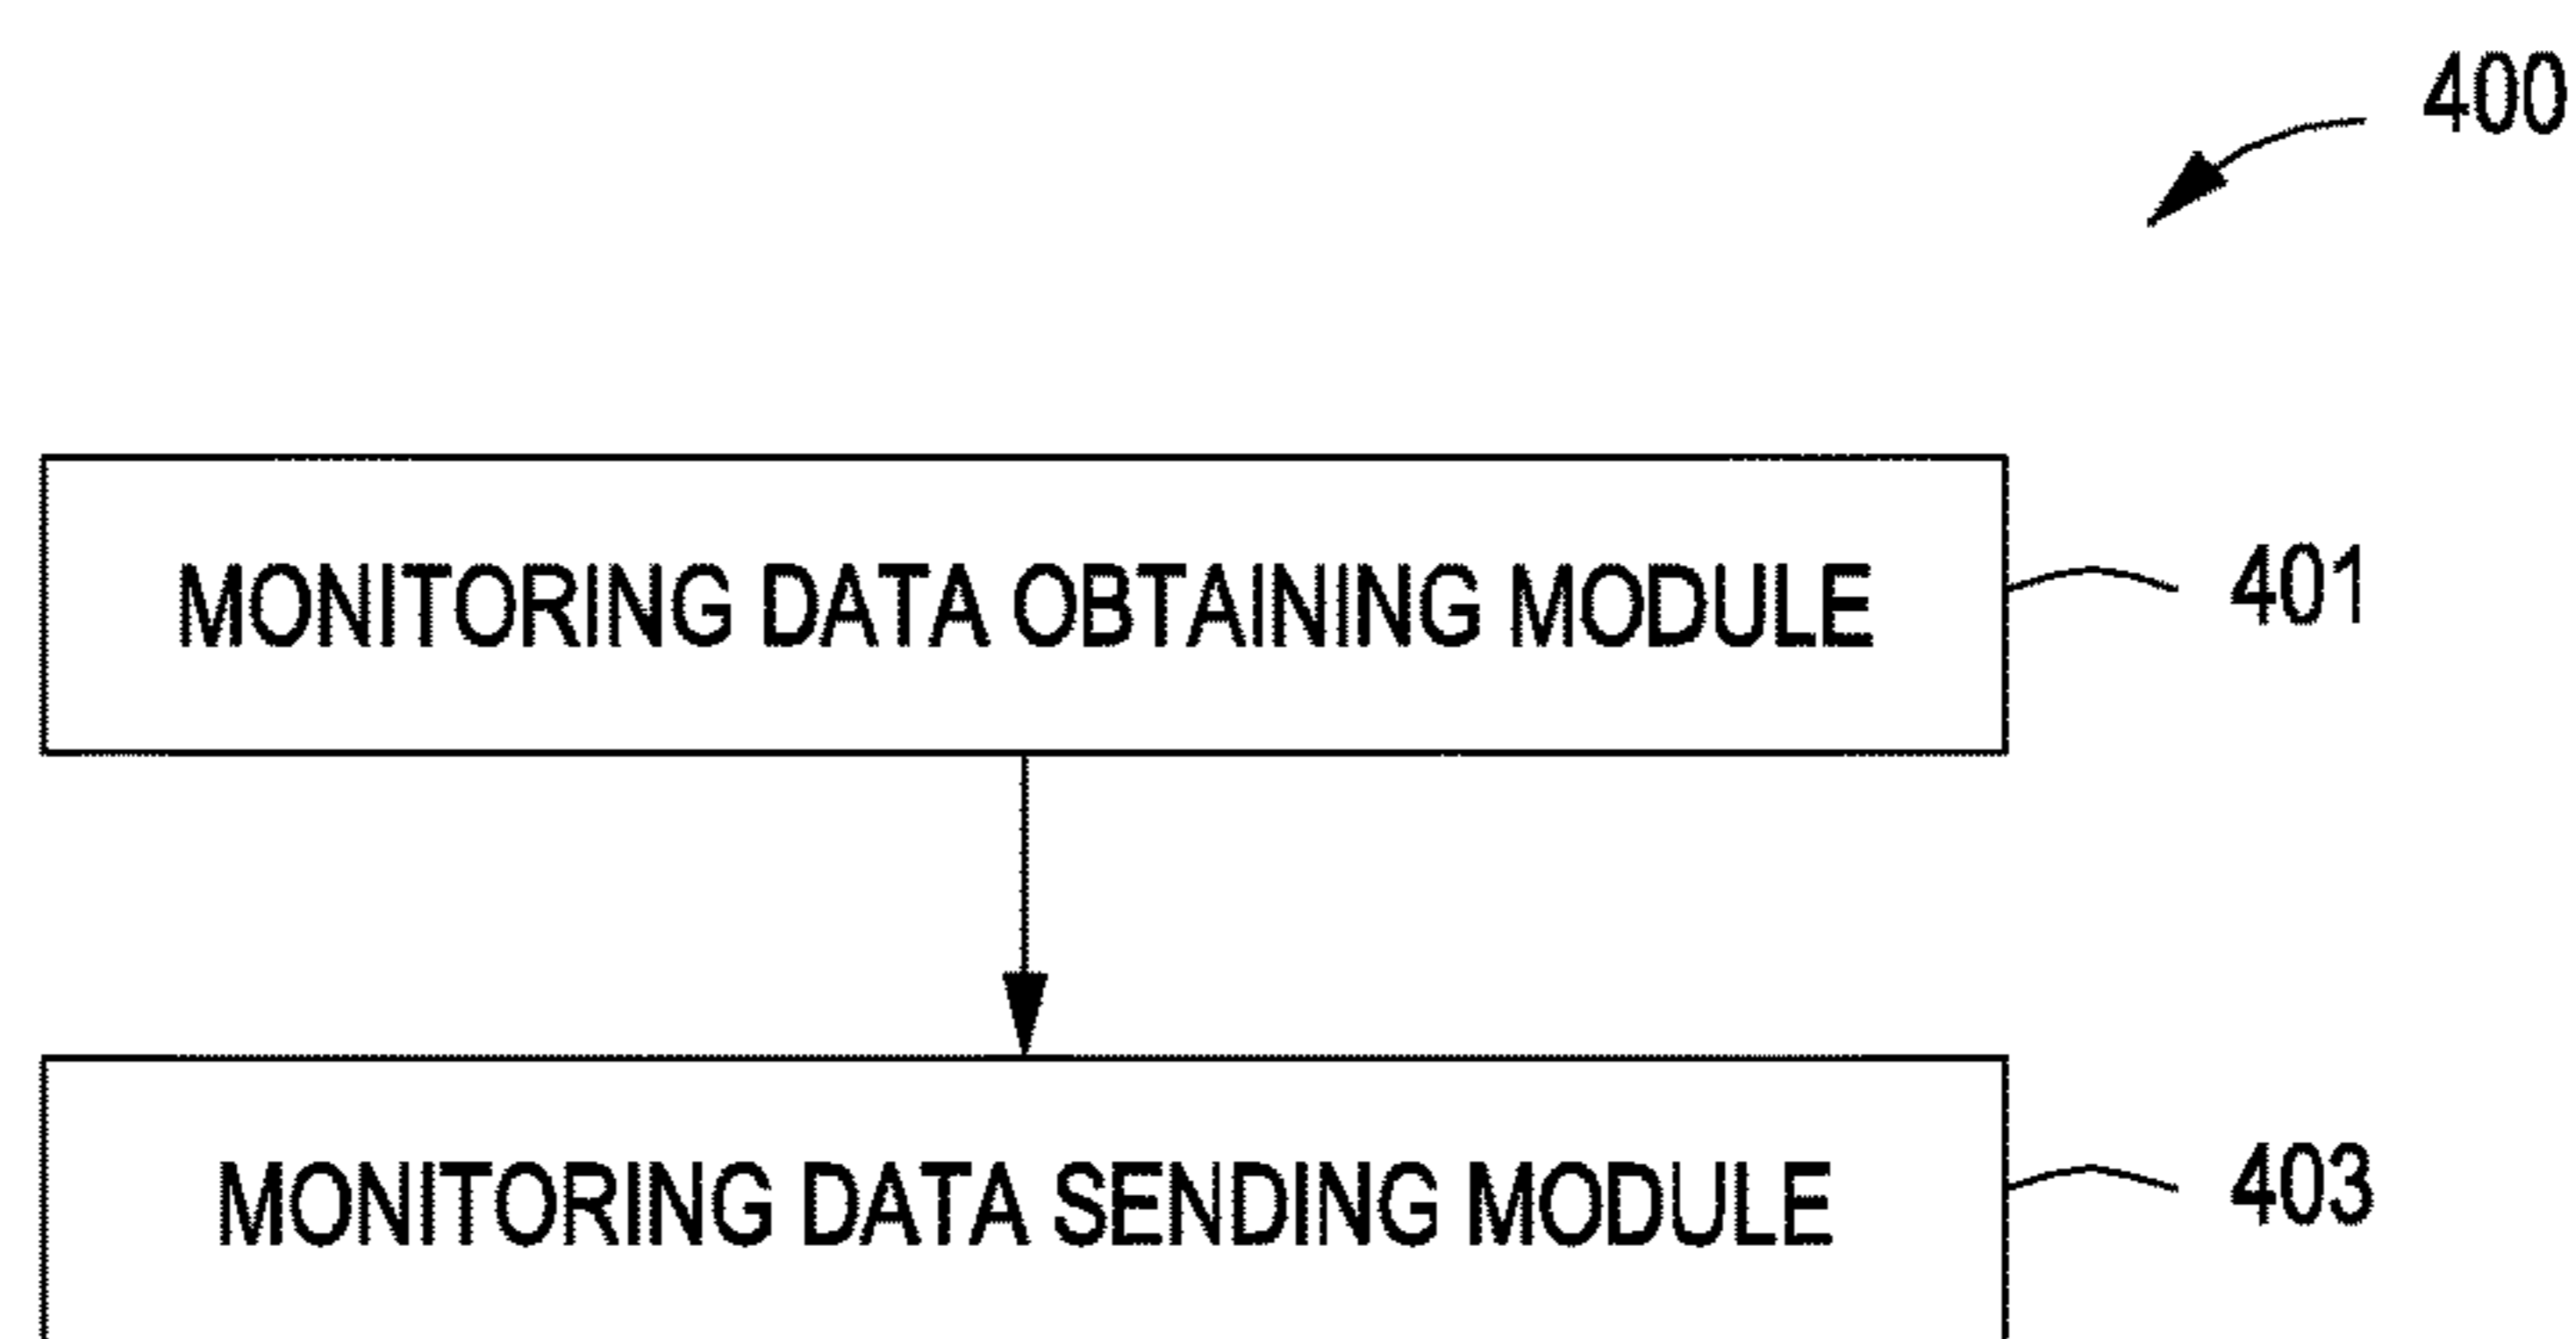 400
MONITORING DATA OBTAINING MODULE 401
MONITORING DATA SENDING MODULE 403